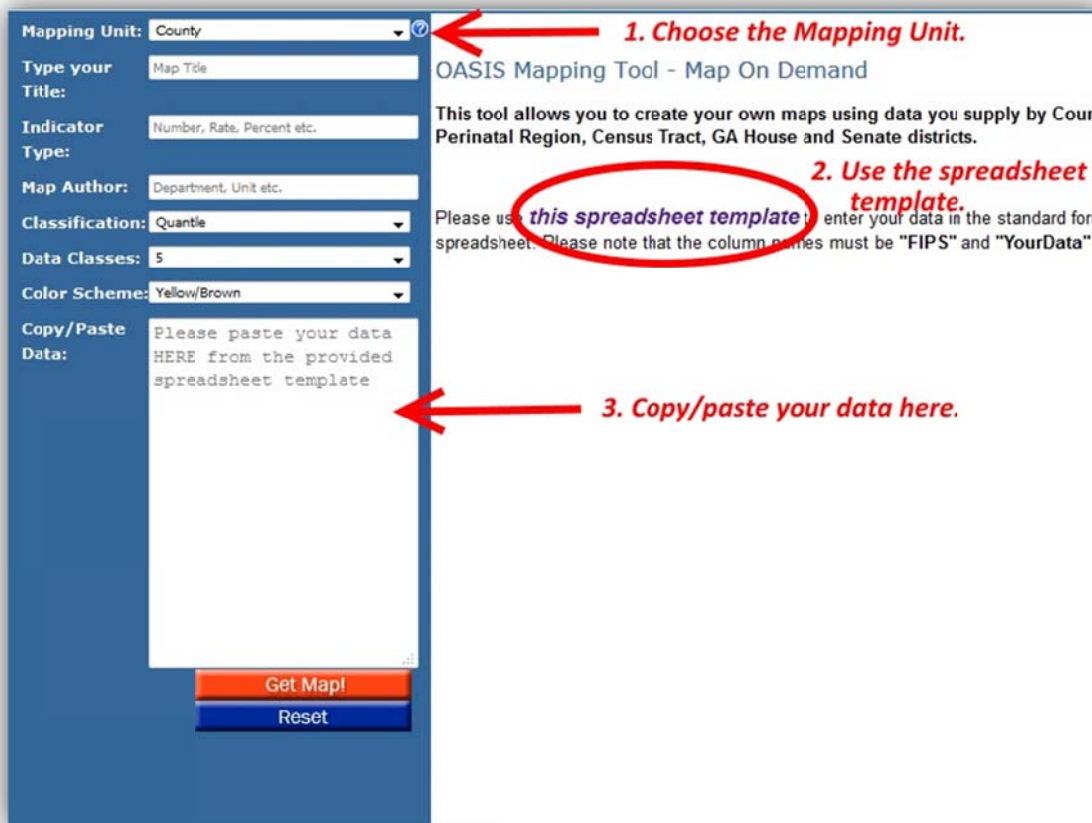 Mapping Unit: County
1. Choose the Mapping Unit.
Type your
Title:
Map Title
OASIS Mapping Tool - Map On Demand
Indicator
Type:
Number, Rate, Percent etc.
This tool allows you to create your own maps using data you supply by
Perinatal Region, Census Tract, GA House and Senate districts.
Map Author: Department, Unit etc.
2. Use the spreadsheet
template.
Classification: Quantile
Please use this spreadsheet template enter your data in the standard
spreadsheet. Please note that the column names must be "FIPS" and "YourData"
Data Classes: 5
Color Scheme: Yellow/Brown
Copy/Paste
Data:
Please paste your data
HERE from the provided
spreadsheet template
3. Copy/paste your data here.
Get Map!
Reset